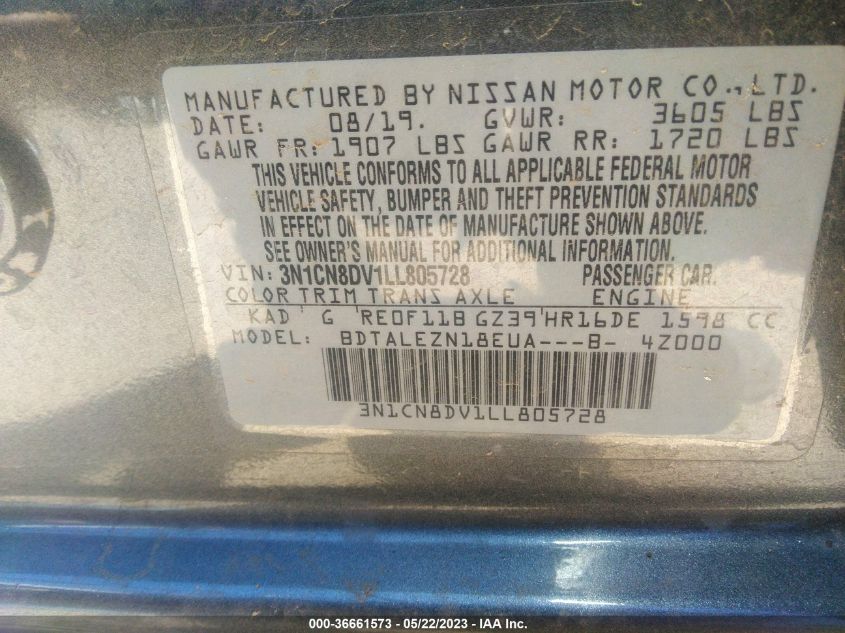 MANUFACTURED BY NISSAN MOTOR CO., LTD.
DATE: 08/19. GVWR: 3605 LBS
GAWR FR: 1907 LBS GAWR RR: 1720 LBS
THIS VEHICLE CONFORMS TO ALL APPLICABLE FEDERAL MOTOR
VEHICLE SAFETY, BUMPER AND THEFT PREVENTION STANDARDS
IN EFFECT ON THE DATE OF MANUFACTURE SHOWN ABOVE.
SEE OWNER'S MANUAL FOR ADDITIONAL INFORMATION.
VIN: 3N1CN8DV1LL805728 PASSENGER CAR.
COLOR TRIM TRANS AXLE ENGINE
KAD G RE0F11B GZ39 HR16DE 1598 CC
MODEL: BDTALEZN18EUA---B- 4Z000
3N1CN8DV1LL805728
000-36661573 - 05/22/2023 - IAA Inc.